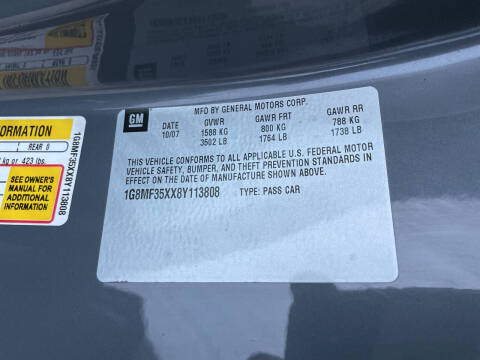 GM
MFD BY GENERAL MOTORS CORP.
DATE GVWR GAWR FRT GAWR RR
10/07 1588 KG 800 KG 788 KG
3502 LB 1764 LB 1738 LB
THIS VEHICLE CONFORMS TO ALL APPLICABLE U.S. FEDERAL MOTOR
VEHICLE SAFETY, BUMPER, AND THEFT PREVENTION STANDARDS IN
EFFECT ON THE DATE OF MANUFACTURE SHOWN ABOVE.
1G8MF35XX8Y113808 TYPE: PASS CAR
FORMATION
REAR 0
kg or 423 lbs.
SEE OWNER'S
MANUAL FOR
ADDITIONAL
INFORMATION
1G8MF35XX8Y113808